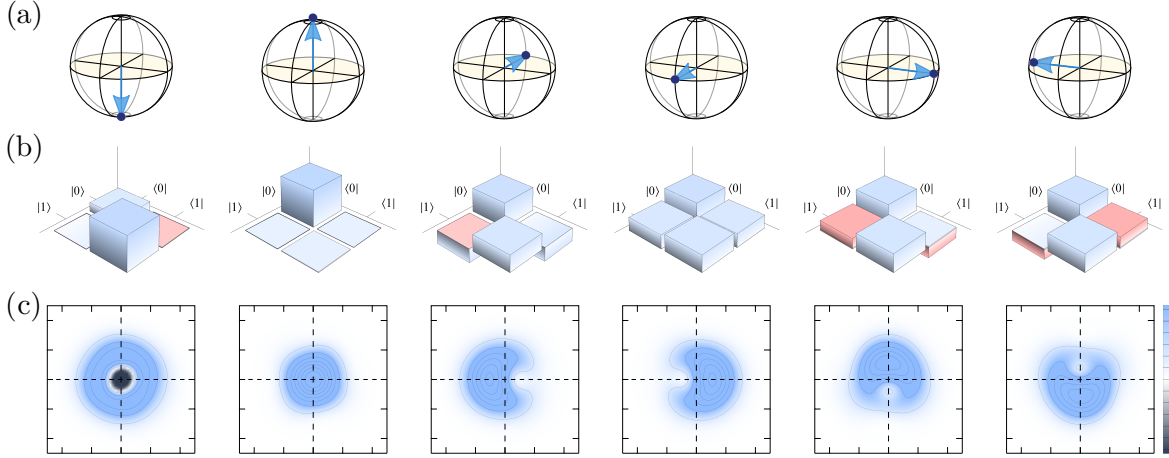 (a)
(b)
|0⟩ ⟨0| |0⟩ ⟨0| |0⟩ ⟨0| |0⟩ ⟨0| |0⟩ ⟨0| |0⟩ ⟨0|
|1⟩ ⟨1| |1⟩ ⟨1| |1⟩ ⟨1| |1⟩ ⟨1| |1⟩ ⟨1| |1⟩ ⟨1|
(c)